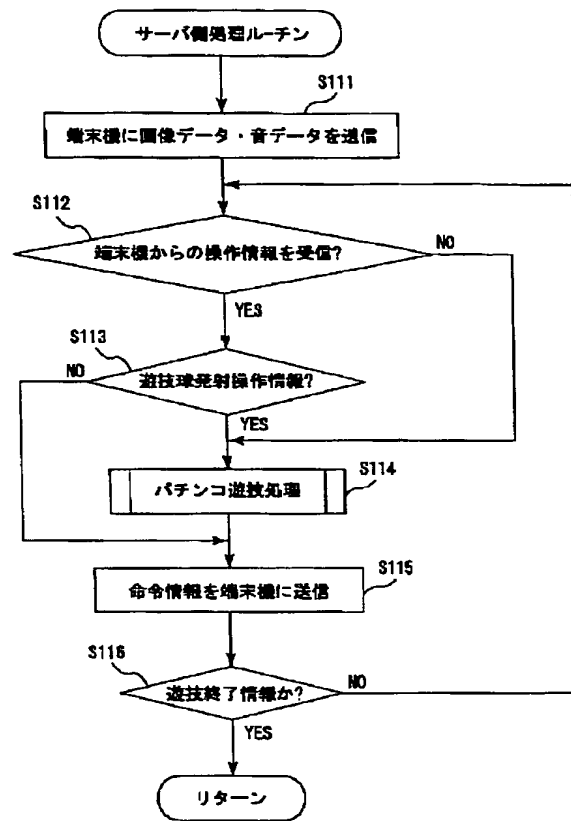 サーバ側処理ルーチン
S111
端末機に画像データ・音データを送信
S112
端末機からの操作情報を受信?
NO
YES
S113
NO
遊技球発射操作情報?
YES
S114
パチンコ遊技処理
S115
命令情報を端末機に送信
S116
遊技終了情報か?
NO
YES
リターン